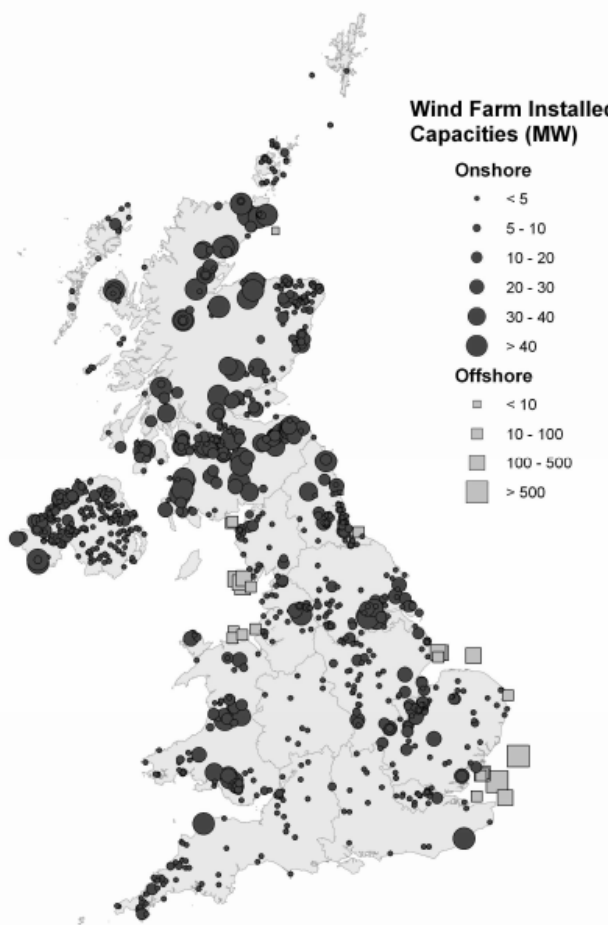 Wind Farm Installed
Capacities (MW)
Onshore
< 5
5 - 10
10 - 20
20 - 30
30 - 40
> 40
Offshore
< 10
10 - 100
100 - 500
> 500